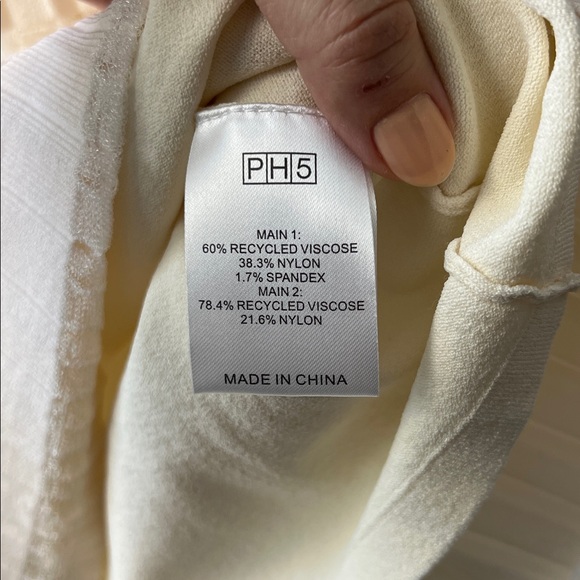 PH5
MAIN 1:
60% RECYCLED VISCOSE
38.3% NYLON
1.7% SPANDEX
MAIN 2:
78.4% RECYCLED VISCOSE
21.6% NYLON
MADE IN CHINA